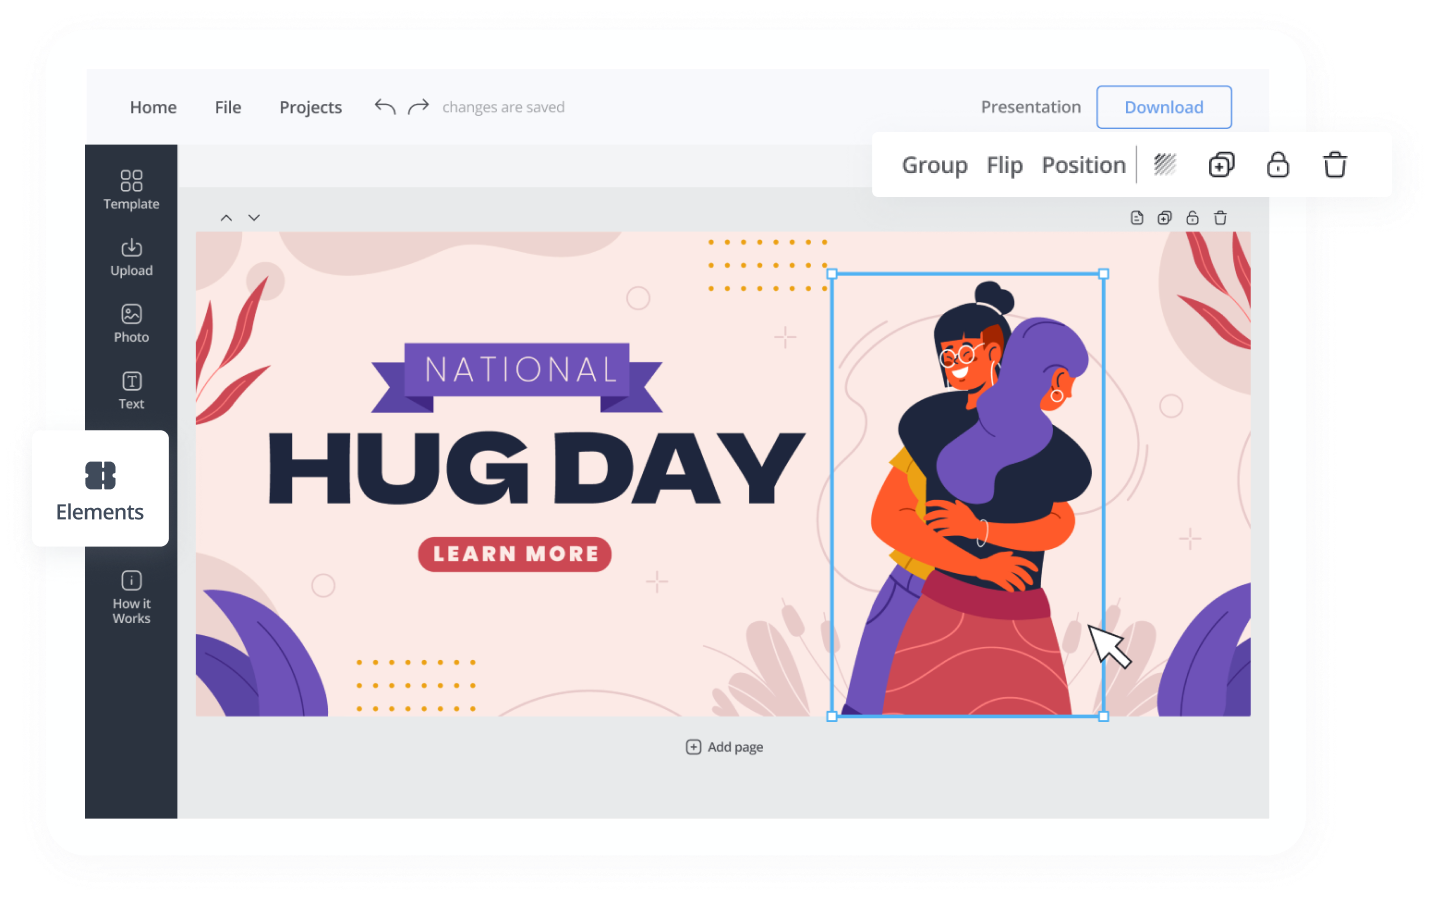 Home File Projects changes are saved Presentation Download
Group Flip Position
Template
Upload
Photo
Text
Elements
How it
Works
NATIONAL
HUG DAY
LEARN MORE
Add page